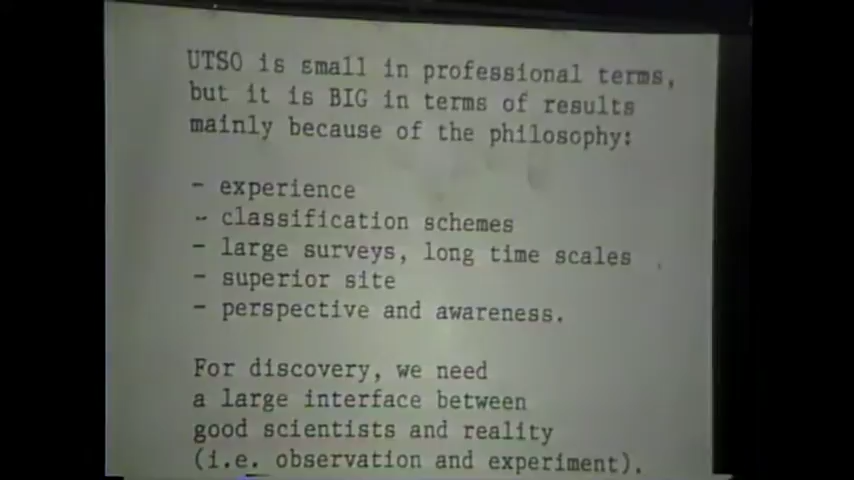 UTSO is small in professional terms,
but it is BIG in terms of results
mainly because of the philosophy:
- experience
- classification schemes
- large surveys, long time scales
- superior site
- perspective and awareness.
For discovery, we need
a large interface between
good scientists and reality
(i.e. observation and experiment).